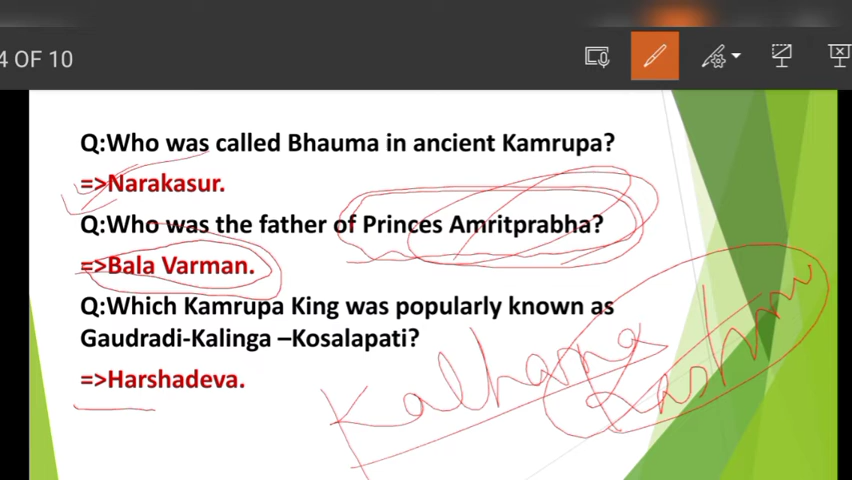 4 OF 10
Q:Who was called Bhauma in ancient Kamrupa?
=>Narakasur.
Q:Who was the father of Princes Amritprabha?
=>Bala Varman.
Q:Which Kamrupa King was popularly known as
Gaudradi-Kalinga –Kosalapati?
=>Harshadeva.
Kalhana
Kashmir